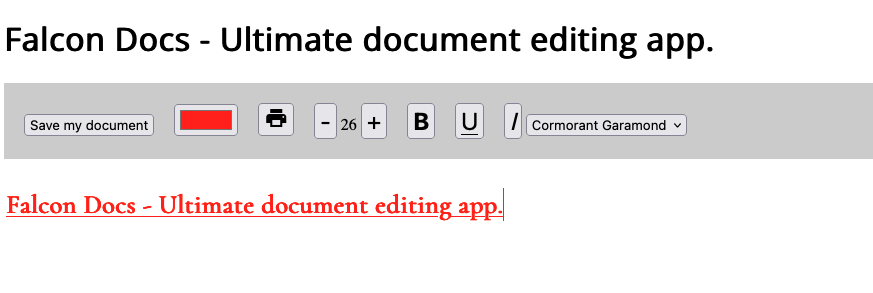 Falcon Docs - Ultimate document editing app.
Save my document - 26 + B U I Cormorant Garamond
Falcon Docs - Ultimate document editing app.